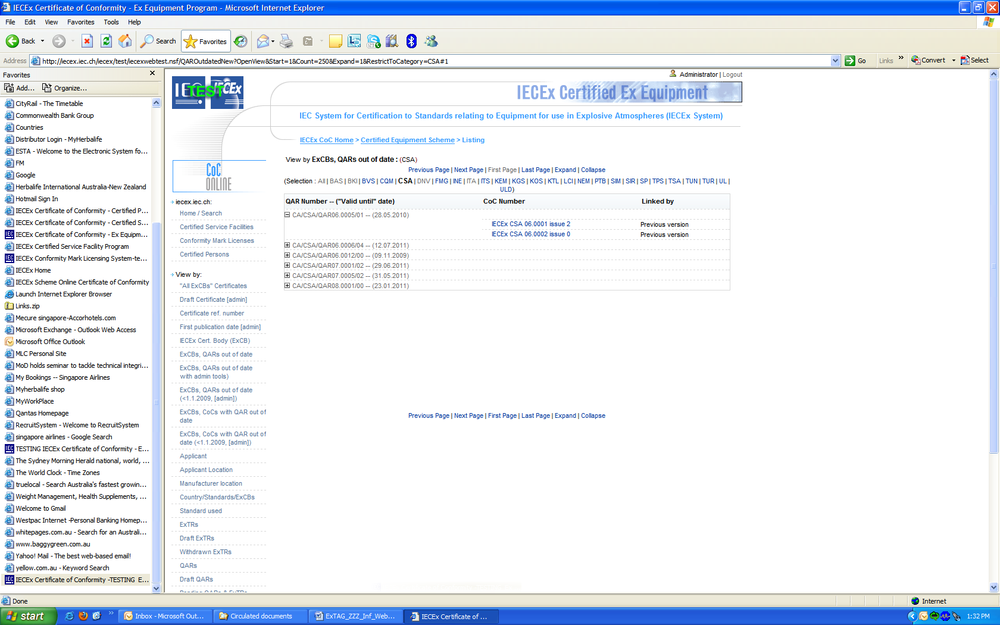 IECEx Certificate of Conformity - Ex Equipment Program - Microsoft Internet Explorer
File Edit View Favorites Tools Help
Back Search Favorites
Address http://iecex.iec.ch/iecex/test/iecexwebtest.nsf/QAROutdatedNew?OpenView&Start=1&Count=250&Expand=1&RestrictToCategory=CSA#1 Go Links » Convert Select
Favorites
Add... Organize...
CityRail - The Timetable
Commonwealth Bank Group
Countries
Distributor Login - MyHerbalife
ESTA - Welcome to the Electronic System fo...
FM
Google
Herbalife International Australia-New Zealand
Hotmail Sign In
IECEx Certificate of Conformity - Certified P...
IECEx Certificate of Conformity - Certified S...
IECEx Certificate of Conformity - Ex Equipm...
IECEx Certified Service Facility Program
IECEx Conformity Mark Licensing System-te...
IECEx Home
IECEx Scheme Online Certificate of Conformity
Launch Internet Explorer Browser
Links.zip
Mecure singapore-Accorhotels.com
Microsoft Exchange - Outlook Web Access
Microsoft Office Outlook
MLC Personal Site
MoD holds seminar to tackle technical integri...
My Bookings -- Singapore Airlines
Myherbalife shop
MyWorkPlace
Qantas Homepage
RecruitSystem - Welcome to RecruitSystem
singapore airlines - Google Search
TESTING IECEx Certificate of Conformity - E...
The Sydney Morning Herald national, world, ...
The World Clock - Time Zones
truelocal - Search Australia's fastest growin...
Weight Management, Health Supplements, ...
Welcome to Gmail
Westpac Internet -Personal Banking Homep...
whitepages.com.au - Search for an Australi...
www.baggygreen.com.au
Yahoo! Mail - The best web-based email!
yellow.com.au - Keyword Search
IECEx Certificate of Conformity -TESTING E...
Administrator | Logout
TEST IECEx
IECEx Certified Ex Equipment
IEC System for Certification to Standards relating to Equipment for use in Explosive Atmospheres (IECEx System)
IECEx CoC Home > Certified Equipment Scheme > Listing
CoC
ONLINE
iecex.iec.ch:
Home / Search
Certified Service Facilities
Conformity Mark Licenses
Certified Persons
View by:
"All ExCBs" Certificates
Draft Certificate [admin]
Certificate ref. number
First publication date [admin]
IECEx Cert. Body (ExCB)
ExCBs, QARs out of date
ExCBs, QARs out of date
with admin tools)
ExCBs, QARs out of date
(<1.1.2009, [admin])
ExCBs, CoCs with QAR out of
date
ExCBs, CoCs with QAR out of
date (<1.1.2009, [admin])
Applicant
Applicant Location
Manufacturer location
Country/Standards/ExCBs
Standard used
ExTRs
Draft ExTRs
Withdrawn ExTRs
QARs
Draft QARs
View by ExCBs, QARs out of date : (CSA)
Previous Page | Next Page | First Page | Last Page | Expand | Collapse
(Selection : All | BAS | BKI | BVS | CQM | CSA | DNV | FMG | INE | ITA | ITS | KEM | KGS | KOS | KTL | LCI | NEM | PTB | SIM | SIR | SP | TPS | TSA | TUN | TUR | UL |
ULD)
QAR Number -- ("Valid until" date) CoC Number Linked by
CA/CSA/QAR06.0005/01 -- (28.05.2010)
IECEx CSA 06.0001 issue 2 Previous version
IECEx CSA 06.0002 issue 0 Previous version
CA/CSA/QAR06.0006/04 -- (12.07.2011)
CA/CSA/QAR06.0012/00 -- (09.11.2009)
CA/CSA/QAR07.0001/02 -- (29.06.2011)
CA/CSA/QAR07.0005/02 -- (31.05.2011)
CA/CSA/QAR08.0001/00 -- (23.01.2011)
Previous Page | Next Page | First Page | Last Page | Expand | Collapse
Done Internet
start » Inbox - Microsoft Out... Circulated documents ExTAG_ZZZ_Inf_Web... IECEx Certificate of ... 1:32 PM